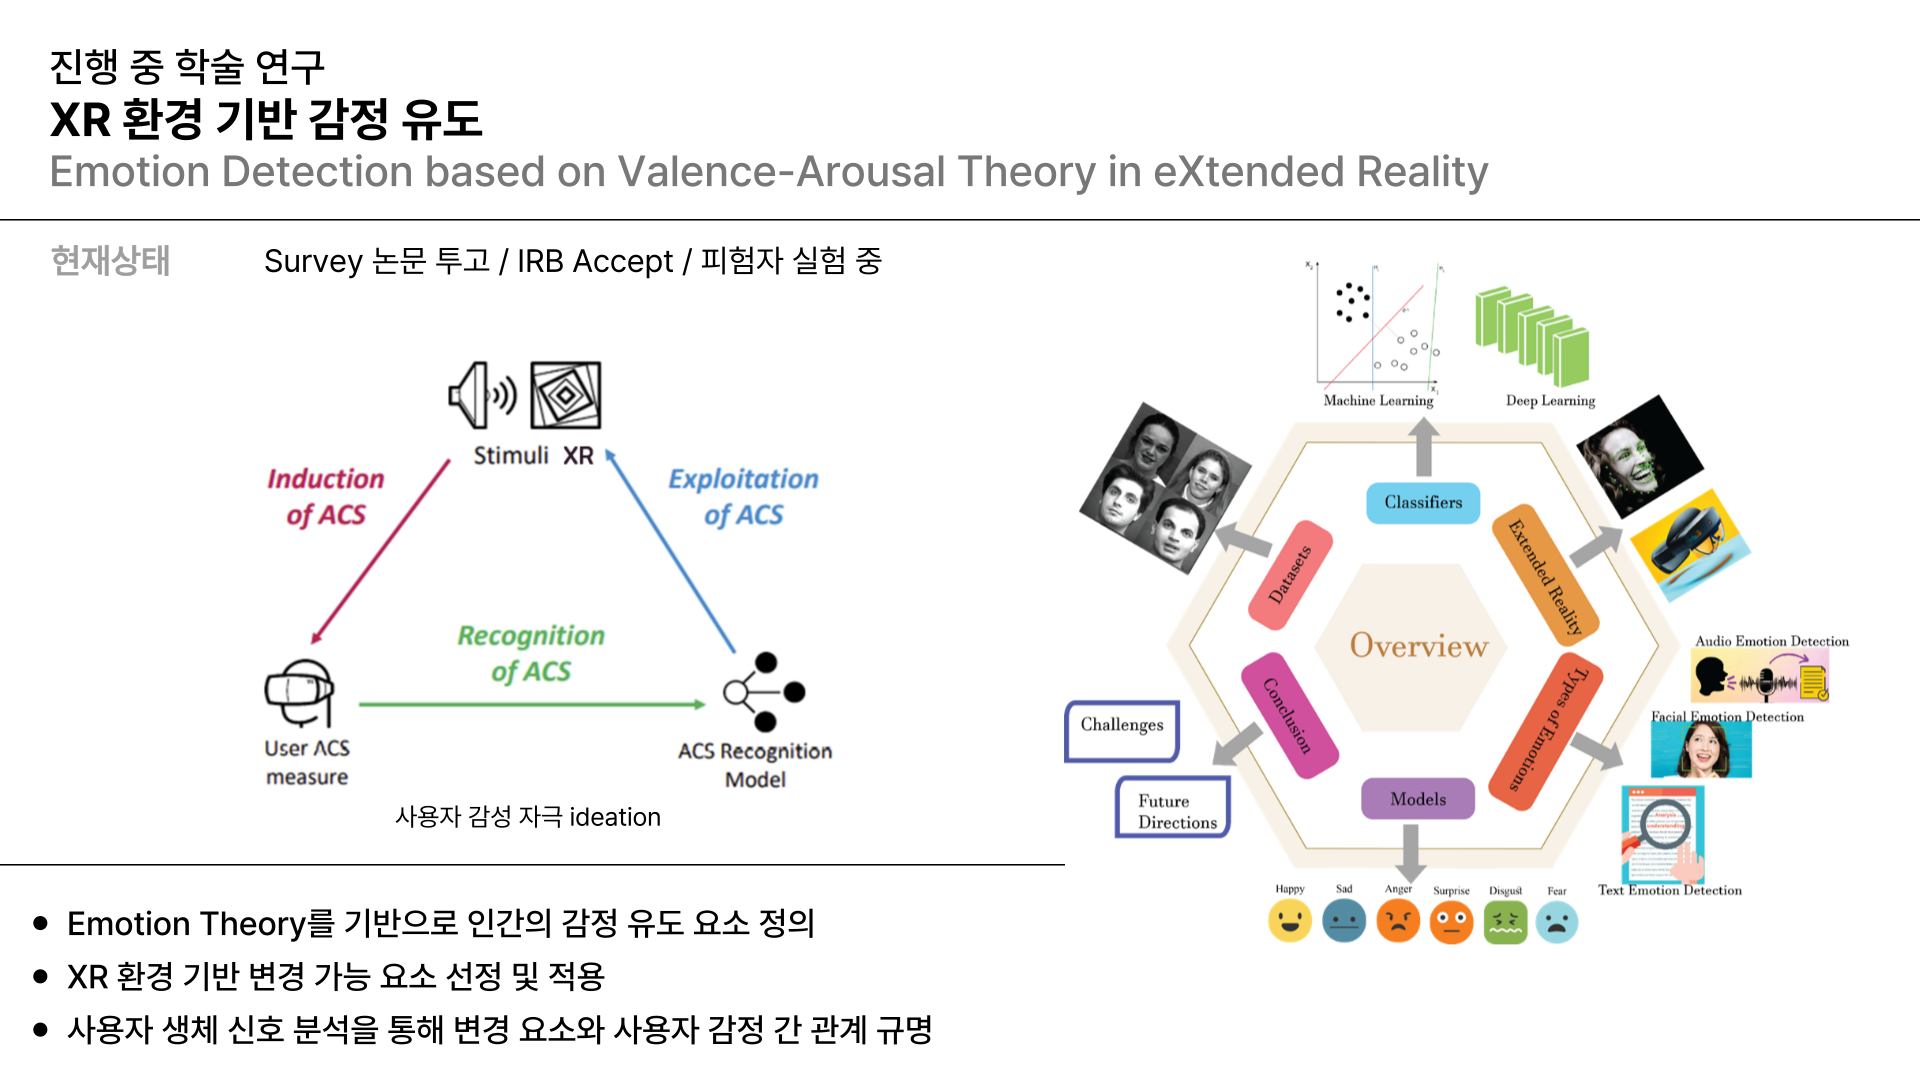 진행 중 학술 연구
XR 환경 기반 감정 유도
Emotion Detection based on Valence-Arousal Theory in eXtended Reality
현재상태
Survey 논문 투고 / IRB Accept / 피험자 실험 중
Stimuli XR
Induction
of ACS
Exploitation
of ACS
Recognition
of ACS
User ACS
measure
ACS Recognition
Model
사용자 감성 자극 ideation
Emotion Theory를 기반으로 인간의 감정 유도 요소 정의
XR 환경 기반 변경 가능 요소 선정 및 적용
사용자 생체 신호 분석을 통해 변경 요소와 사용자 감정 간 관계 규명
X₂
X₁
Machine Learning
Deep Learning
Classifiers
Datasets
Extended Reality
Overview
Conclusion
Types of Emotions
Models
Challenges
Future
Directions
Audio Emotion Detection
Facial Emotion Detection
Analysis
understanding
Text Emotion Detection
Happy
Sad
Anger
Surprise
Disgust
Fear